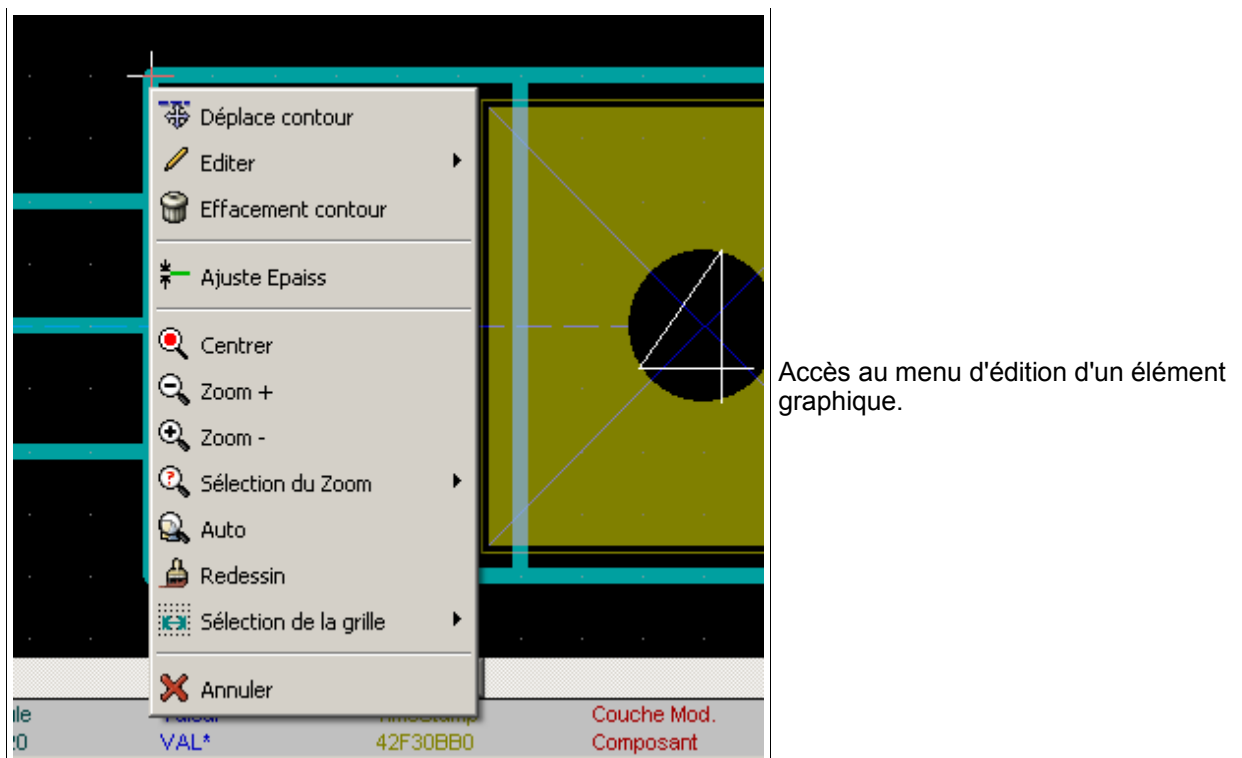 Déplace contour
Editer
Effacement contour
Ajuste Epaiss
Centrer
Zoom +
Zoom -
Sélection du Zoom
Auto
Redessin
Sélection de la grille
Annuler
Couche Mod.
VAL* 42F30BB0 Composant
Accès au menu d'édition d'un élément
graphique.